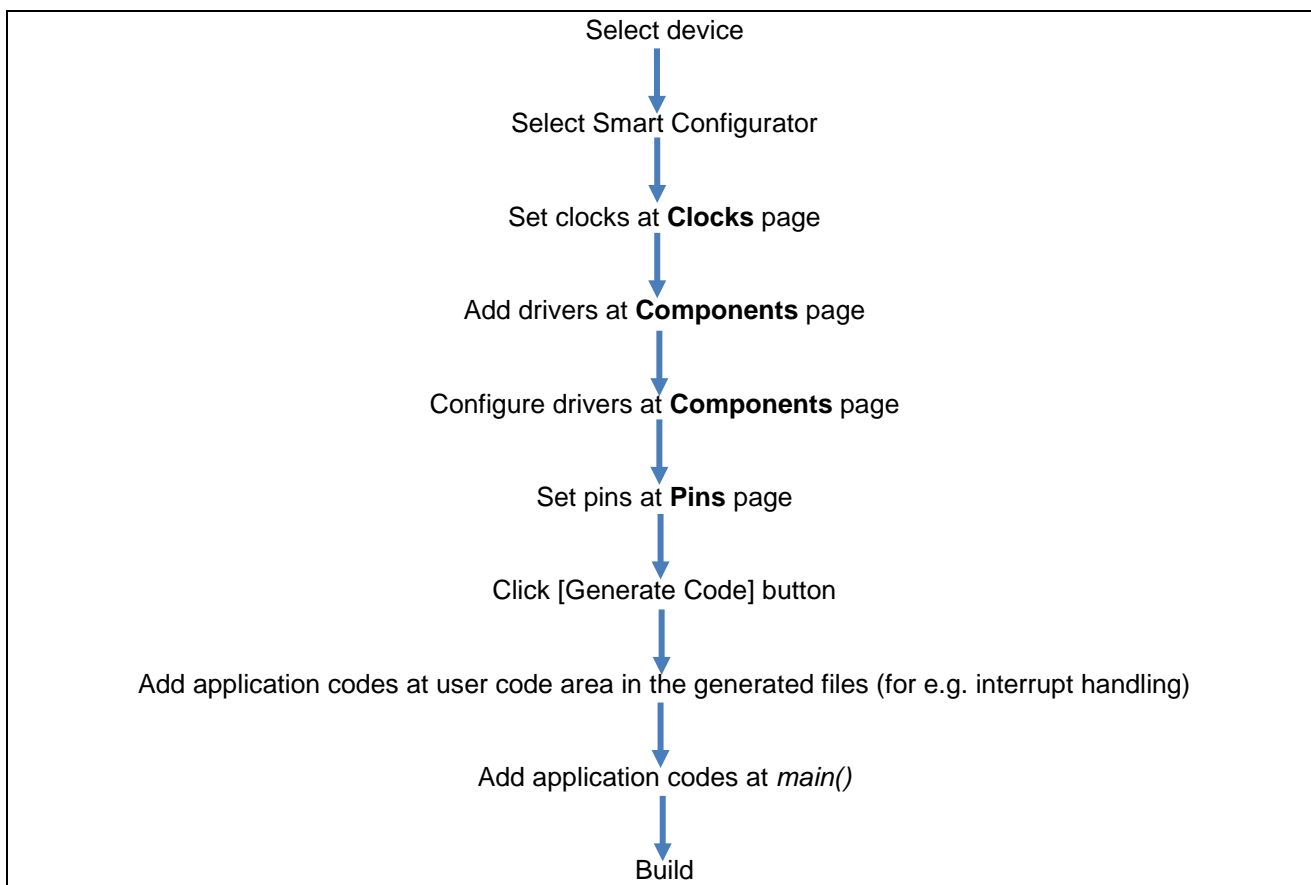 Select device
Select Smart Configurator
Set clocks at Clocks page
Add drivers at Components page
Configure drivers at Components page
Set pins at Pins page
Click [Generate Code] button
Add application codes at user code area in the generated files (for e.g. interrupt handling)
Add application codes at main()
Build